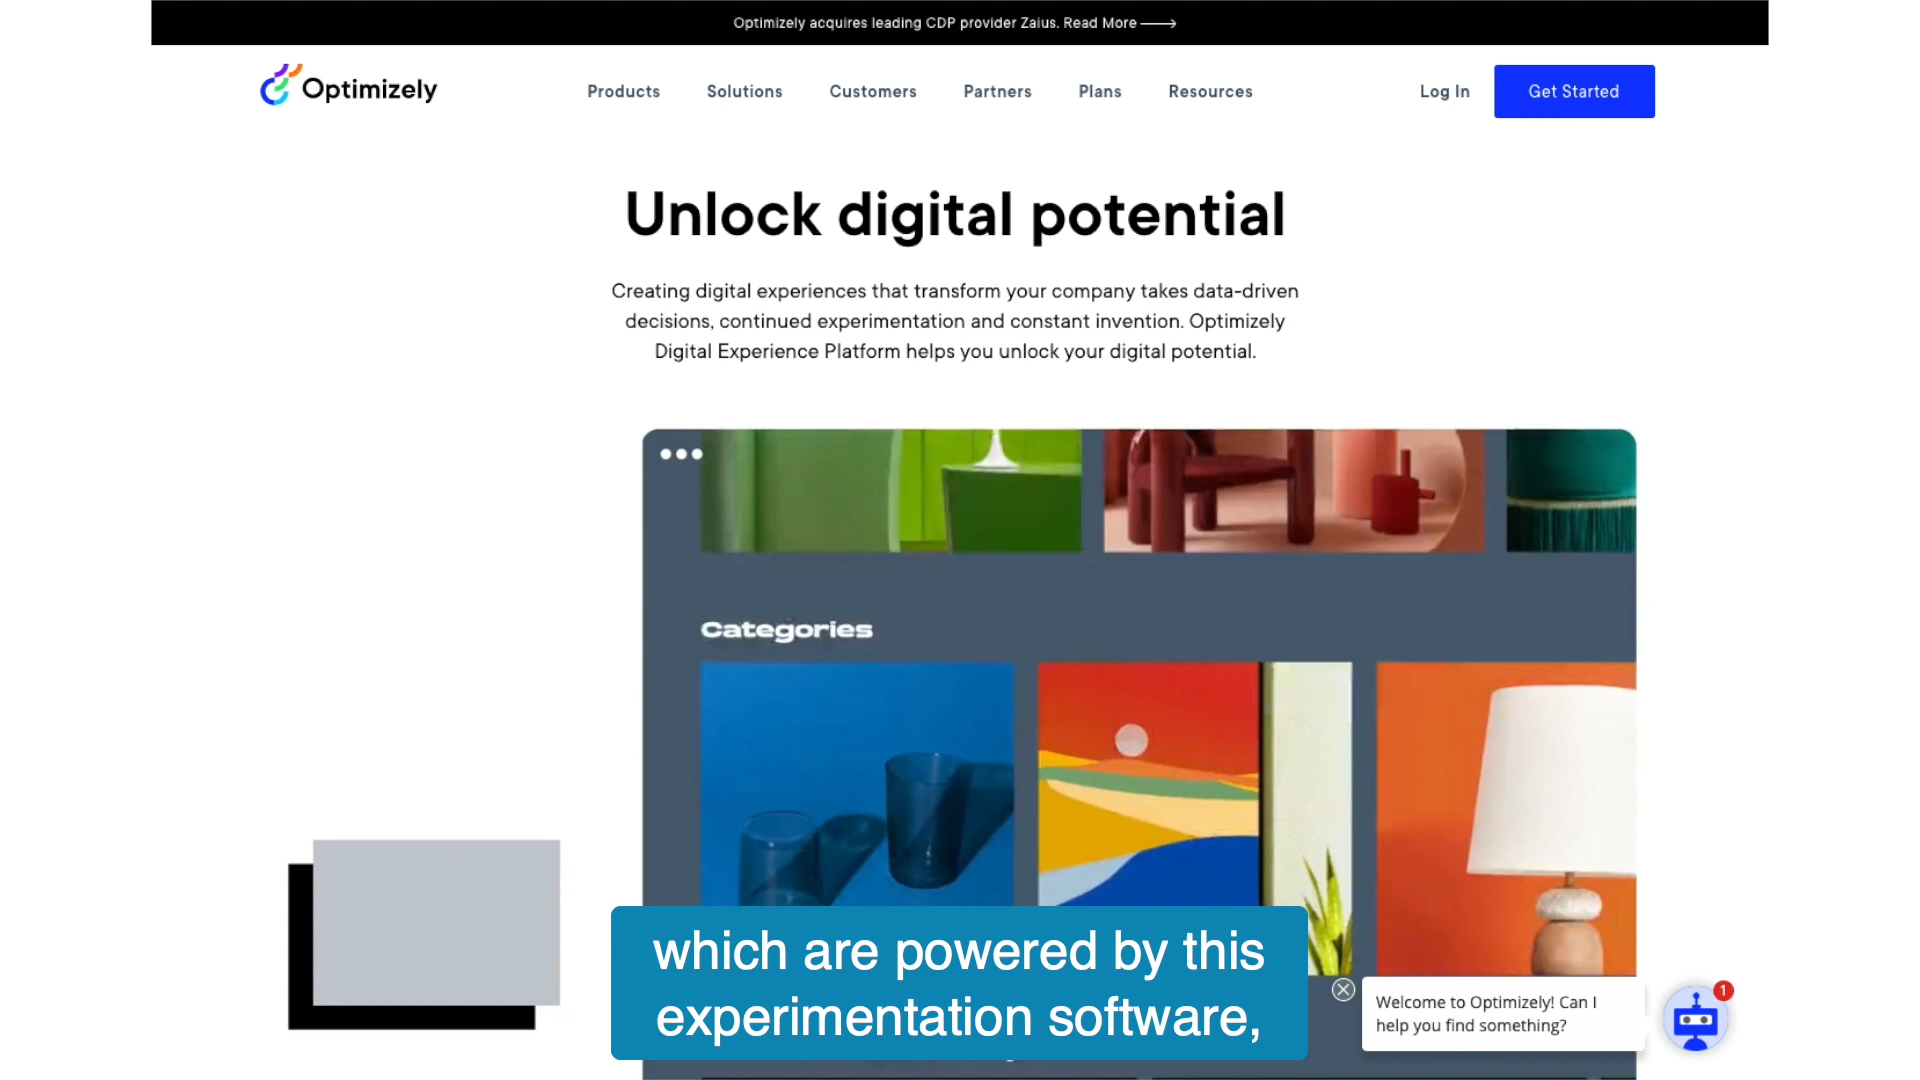 Optimizely acquires leading CDP provider Zaius. Read More
Optimizely
Products
Solutions
Customers
Partners
Plans
Resources
Log In
Get Started
Unlock digital potential
Creating digital experiences that transform your company takes data-driven
decisions, continued experimentation and constant invention. Optimizely
Digital Experience Platform helps you unlock your digital potential.
Categories
which are powered by this
experimentation software,
Welcome to Optimizely! Can I
help you find something?
1